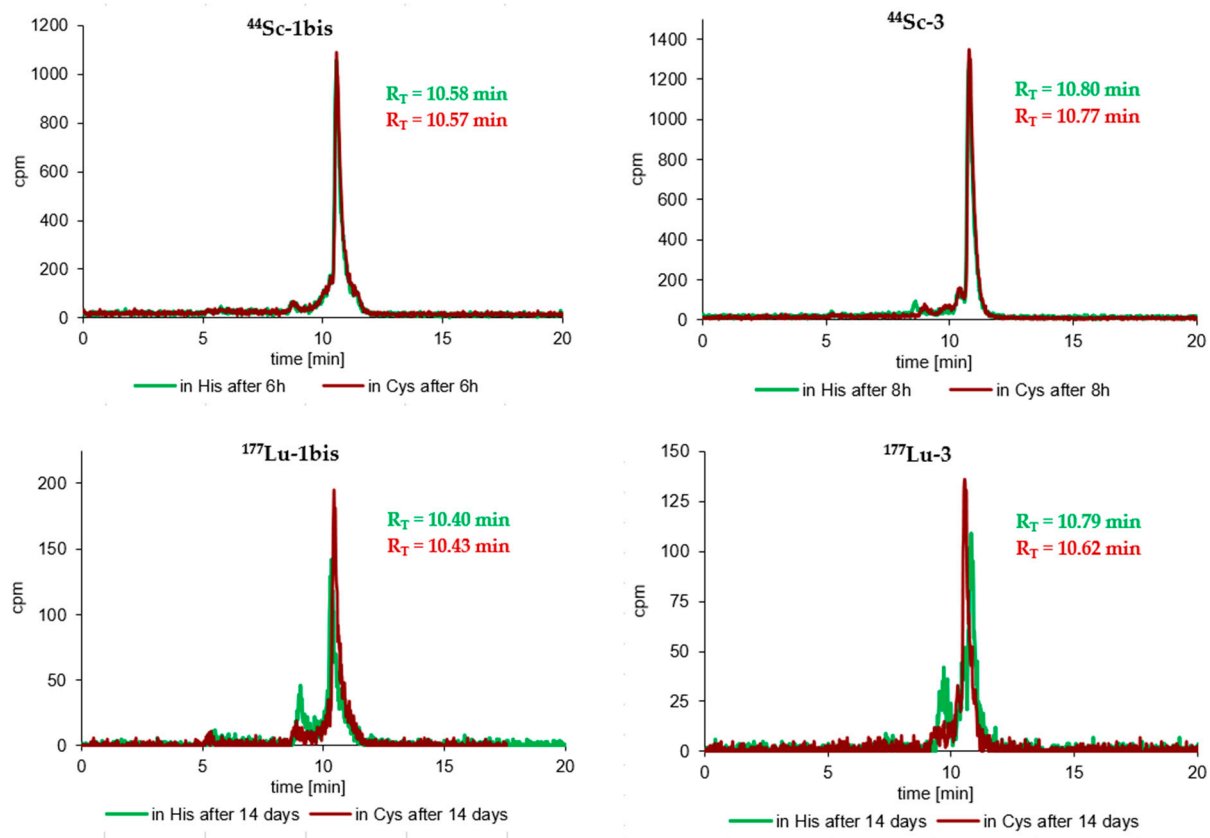 ⁴⁴Sc-1bis
1200
1000
800
600
400
200
0
cpm
R_T = 10.58 min
R_T = 10.57 min
0 5 10 15 20
time [min]
in His after 6h in Cys after 6h
⁴⁴Sc-3
1400
1200
1000
800
600
400
200
0
cpm
R_T = 10.80 min
R_T = 10.77 min
0 5 10 15 20
time [min]
in His after 8h in Cys after 8h
¹⁷⁷Lu-1bis
200
150
100
50
0
cpm
R_T = 10.40 min
R_T = 10.43 min
0 5 10 15 20
time [min]
in His after 14 days in Cys after 14 days
¹⁷⁷Lu-3
150
125
100
75
50
25
0
cpm
R_T = 10.79 min
R_T = 10.62 min
0 5 10 15 20
time [min]
in His after 14 days in Cys after 14 days